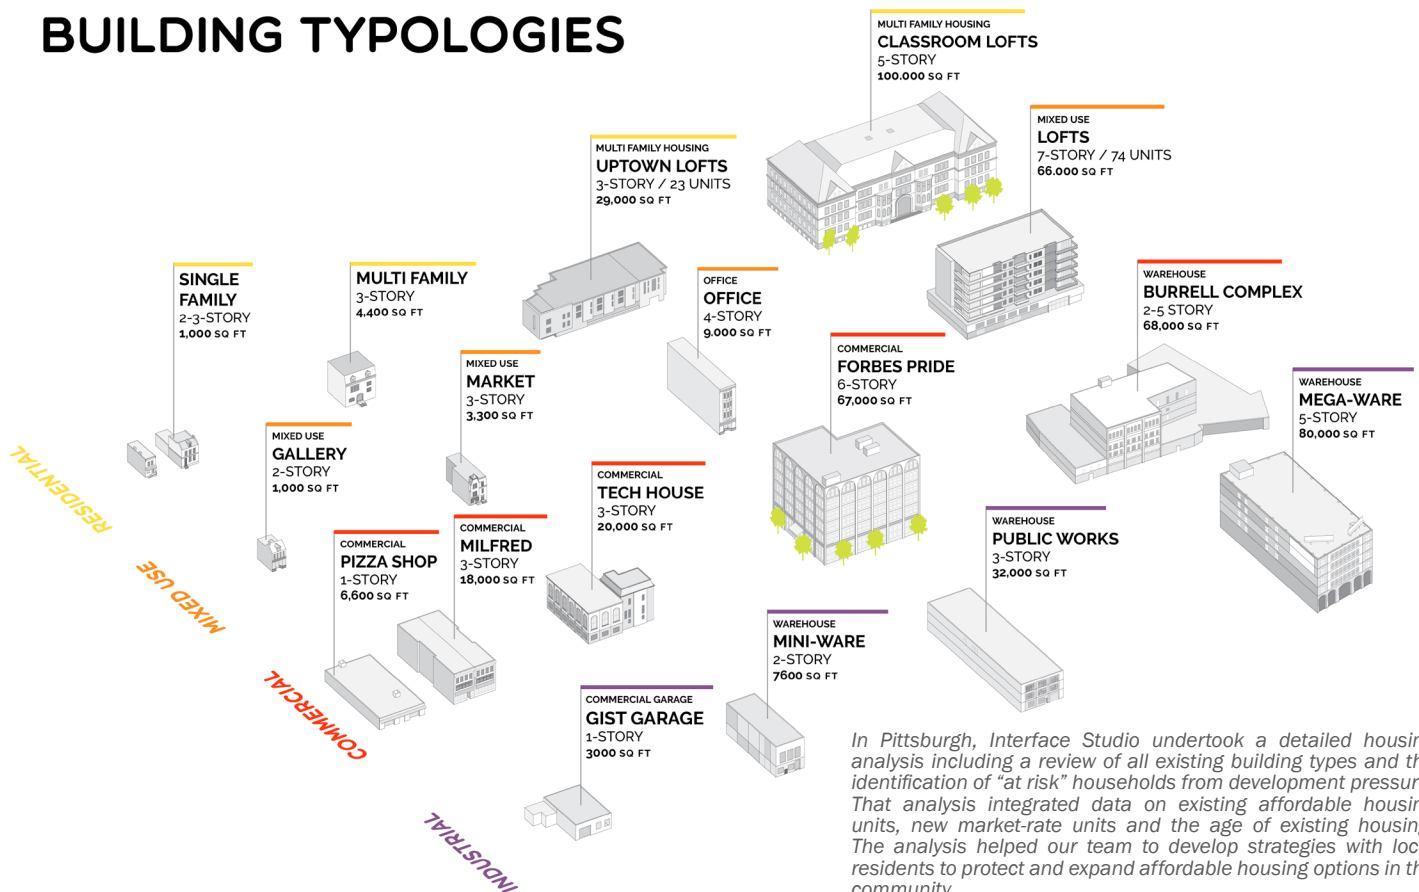 BUILDING TYPOLOGIES
MULTI FAMILY HOUSING
CLASSROOM LOFTS
5-STORY
100.000 SQ FT
MIXED USE
LOFTS
7-STORY / 74 UNITS
66.000 SQ FT
MULTI FAMILY HOUSING
UPTOWN LOFTS
3-STORY / 23 UNITS
29,000 SQ FT
SINGLE
FAMILY
2-3-STORY
1,000 SQ FT
MULTI FAMILY
3-STORY
4,400 SQ FT
OFFICE
OFFICE
4-STORY
9.000 SQ FT
WAREHOUSE
BURRELL COMPLEX
2-5 STORY
68,000 SQ FT
MIXED USE
MARKET
3-STORY
3,300 SQ FT
COMMERCIAL
FORBES PRIDE
6-STORY
67,000 SQ FT
WAREHOUSE
MEGA-WARE
5-STORY
80,000 SQ FT
MIXED USE
GALLERY
2-STORY
1,000 SQ FT
COMMERCIAL
TECH HOUSE
3-STORY
20,000 SQ FT
COMMERCIAL
PIZZA SHOP
1-STORY
6,600 SQ FT
COMMERCIAL
MILFRED
3-STORY
18,000 SQ FT
WAREHOUSE
PUBLIC WORKS
3-STORY
32,000 SQ FT
WAREHOUSE
MINI-WARE
2-STORY
7600 SQ FT
COMMERCIAL GARAGE
GIST GARAGE
1-STORY
3000 SQ FT
RESIDENTIAL
MIXED USE
COMMERCIAL
INDUSTRIAL
In Pittsburgh, Interface Studio undertook a detailed housin
analysis including a review of all existing building types and th
identification of “at risk” households from development pressur
That analysis integrated data on existing affordable housin
units, new market-rate units and the age of existing housing
The analysis helped our team to develop strategies with loc
residents to protect and expand affordable housing options in th
community